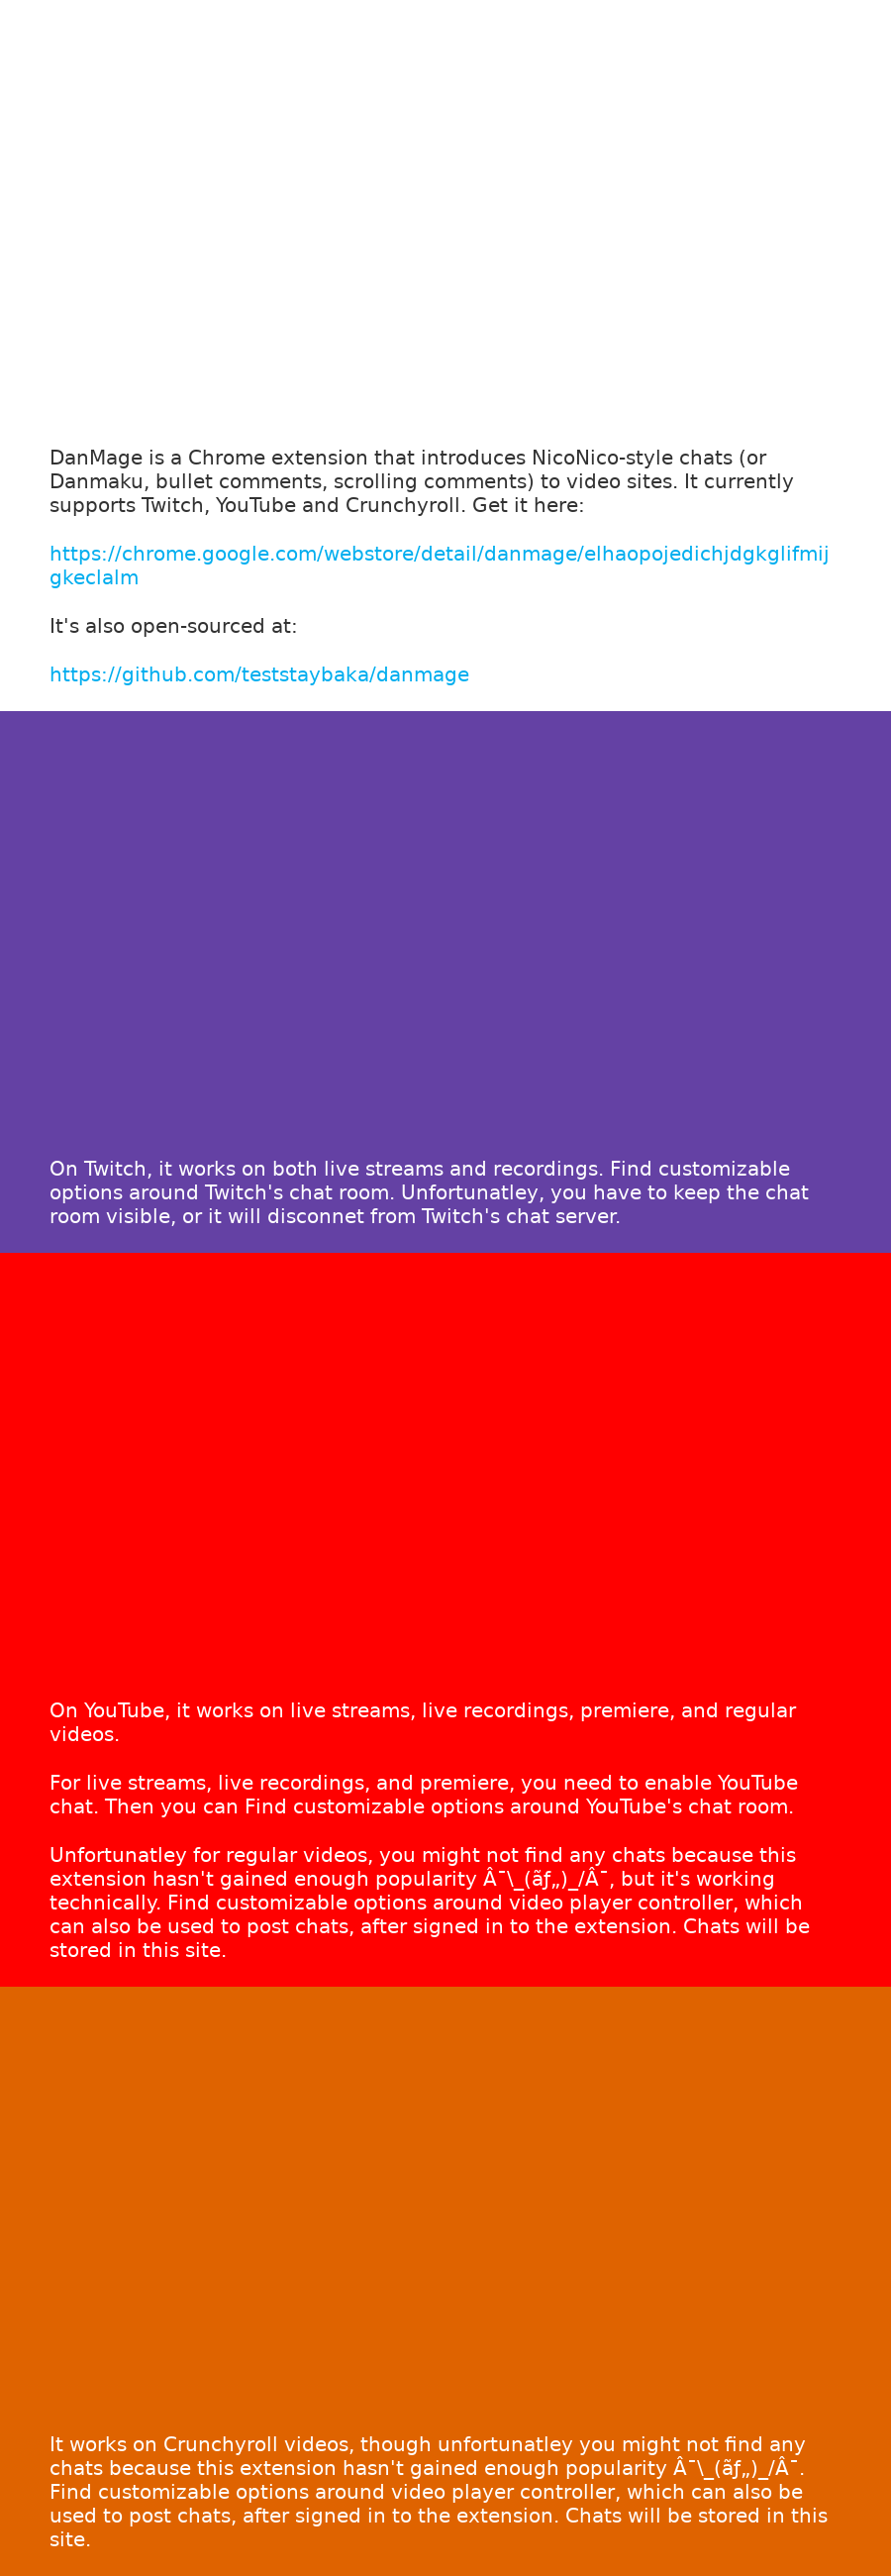 DanMage is a Chrome extension that introduces NicoNico-style chats (or
Danmaku, bullet comments, scrolling comments) to video sites. It currently
supports Twitch, YouTube and Crunchyroll. Get it here:
https://chrome.google.com/webstore/detail/danmage/elhaopojedichjdgkglifmij
gkeclalm
It's also open-sourced at:
https://github.com/teststaybaka/danmage
On Twitch, it works on both live streams and recordings. Find customizable
options around Twitch's chat room. Unfortunatley, you have to keep the chat
room visible, or it will disconnet from Twitch's chat server.
On YouTube, it works on live streams, live recordings, premiere, and regular
videos.
For live streams, live recordings, and premiere, you need to enable YouTube
chat. Then you can Find customizable options around YouTube's chat room.
Unfortunatley for regular videos, you might not find any chats because this
extension hasn't gained enough popularity Â¯\_(ãƒ„)_/Â¯, but it's working
technically. Find customizable options around video player controller, which
can also be used to post chats, after signed in to the extension. Chats will be
stored in this site.
It works on Crunchyroll videos, though unfortunatley you might not find any
chats because this extension hasn't gained enough popularity Â¯\_(ãƒ„)_/Â¯.
Find customizable options around video player controller, which can also be
used to post chats, after signed in to the extension. Chats will be stored in this
site.